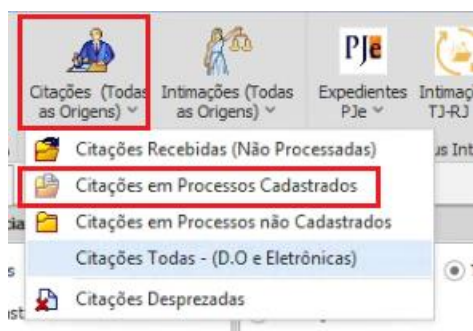 PJe
Citações (Todas
as Origens)
Intimações (Todas
as Origens)
Expedientes
PJe
TJ-RJ
Citações Recebidas (Não Processadas)
Citações em Processos Cadastrados
Citações em Processos não Cadastrados
Citações Todas - (D.O e Eletrônicas)
Citações Desprezadas